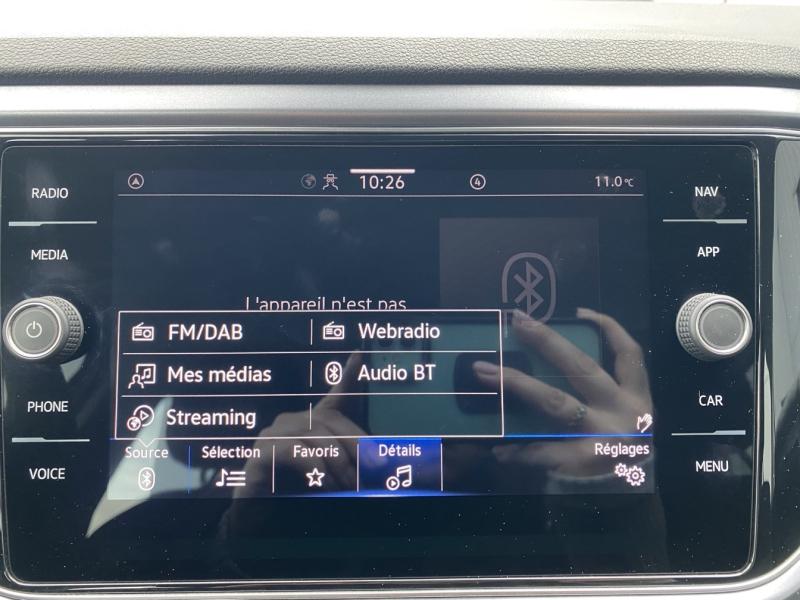 RADIO
MEDIA
PHONE
VOICE
10:26
4
11.0°C
L'appareil n'est pas
FM/DAB
Webradio
Mes médias
Audio BT
Streaming
Source
Sélection
Favoris
Détails
Réglages
NAV
APP
CAR
MENU